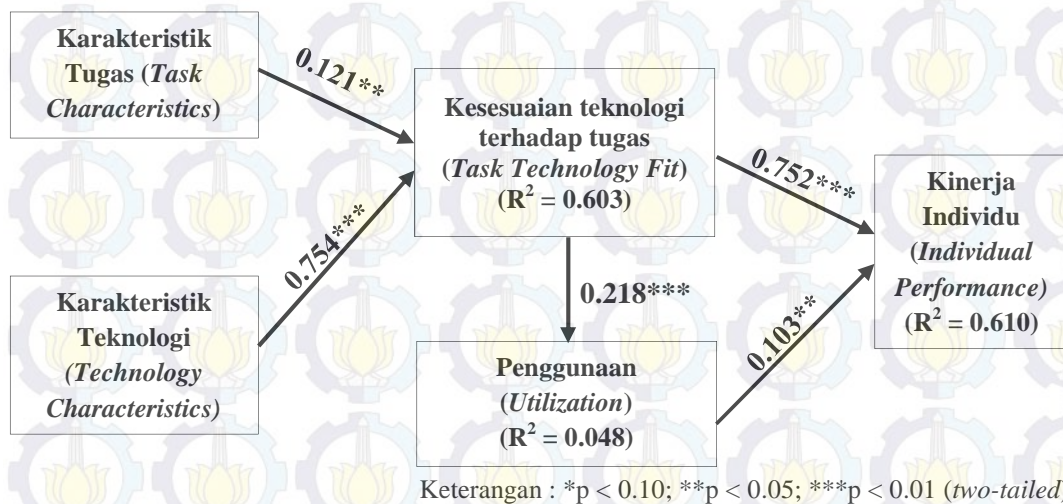 Karakteristik
Tugas (Task
Characteristics)
0.121**
Kesesuaian teknologi
terhadap tugas
(Task Technology Fit)
(R² = 0.603)
0.752***
Kinerja
Individu
(Individual
Performance)
(R² = 0.610)
0.754***
Karakteristik
Teknologi
(Technology
Characteristics)
0.218***
0.103**
Penggunaan
(Utilization)
(R² = 0.048)
Keterangan : *p < 0.10; **p < 0.05; ***p < 0.01 (two-tailed